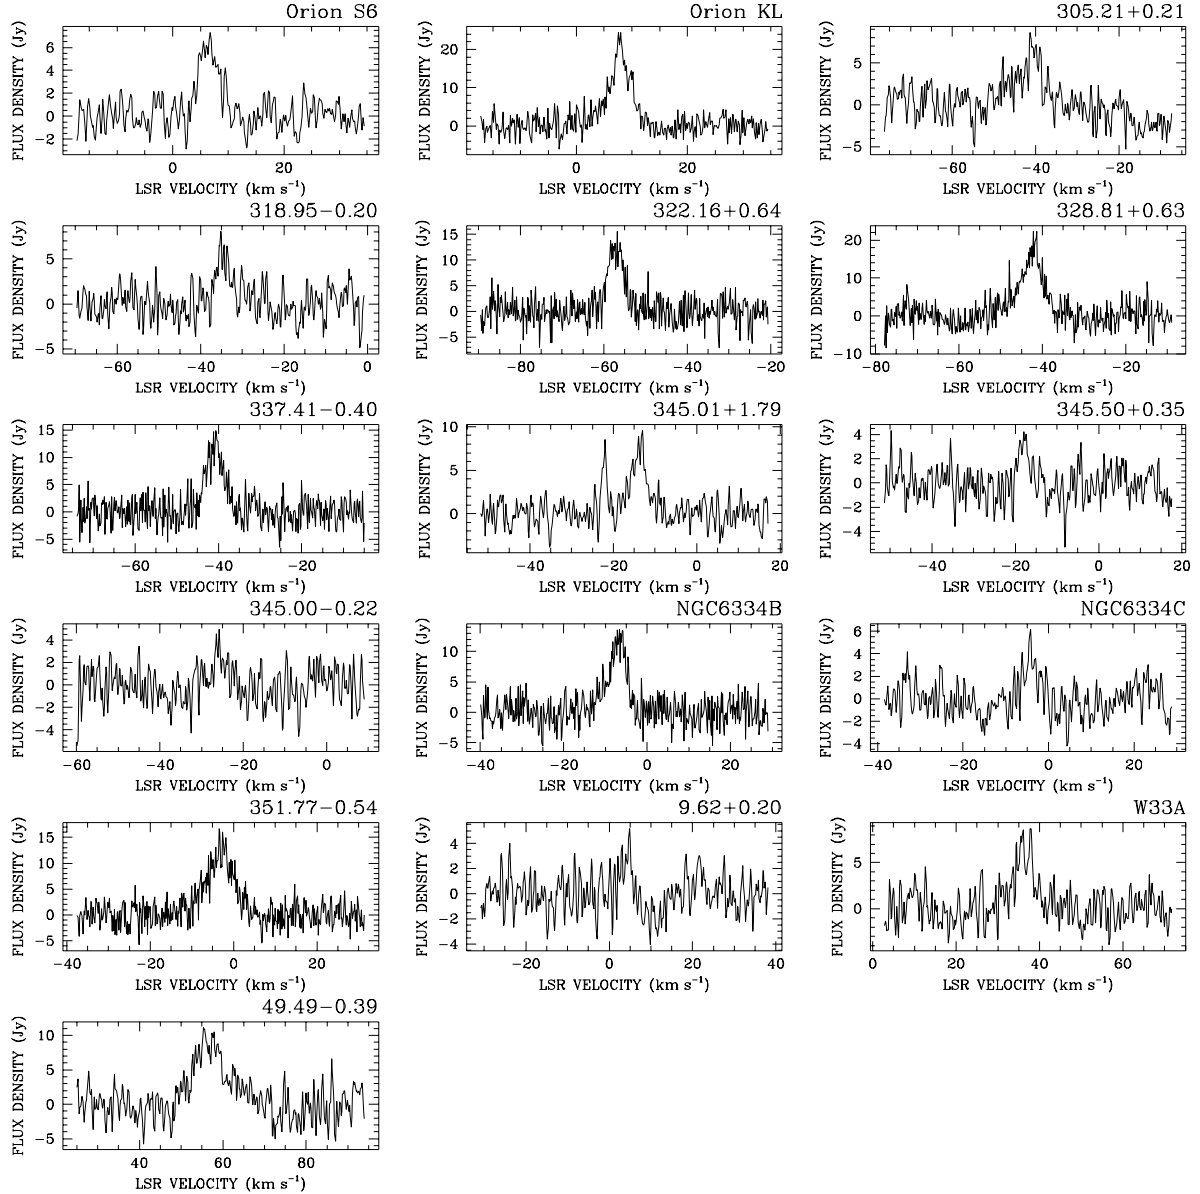 Orion S6
FLUX DENSITY (Jy)
6
4
2
0
−2
0 20
LSR VELOCITY (km s⁻¹)
Orion KL
FLUX DENSITY (Jy)
20
10
0
0 20
LSR VELOCITY (km s⁻¹)
305.21+0.21
FLUX DENSITY (Jy)
5
0
−5
−60 −40 −20
LSR VELOCITY (km s⁻¹)
318.95−0.20
FLUX DENSITY (Jy)
5
0
−5
−60 −40 −20 0
LSR VELOCITY (km s⁻¹)
322.16+0.64
FLUX DENSITY (Jy)
15
10
5
0
−5
−80 −60 −40 −20
LSR VELOCITY (km s⁻¹)
328.81+0.63
FLUX DENSITY (Jy)
20
10
0
−10
−80 −60 −40 −20
LSR VELOCITY (km s⁻¹)
337.41−0.40
FLUX DENSITY (Jy)
15
10
5
0
−5
−60 −40 −20
LSR VELOCITY (km s⁻¹)
345.01+1.79
FLUX DENSITY (Jy)
10
5
0
−40 −20 0 20
LSR VELOCITY (km s⁻¹)
345.50+0.35
FLUX DENSITY (Jy)
4
2
0
−2
−4
−40 −20 0 20
LSR VELOCITY (km s⁻¹)
345.00−0.22
FLUX DENSITY (Jy)
4
2
0
−2
−4
−60 −40 −20 0
LSR VELOCITY (km s⁻¹)
NGC6334B
FLUX DENSITY (Jy)
10
5
0
−5
−40 −20 0 20
LSR VELOCITY (km s⁻¹)
NGC6334C
FLUX DENSITY (Jy)
6
4
2
0
−2
−4
−40 −20 0 20
LSR VELOCITY (km s⁻¹)
351.77−0.54
FLUX DENSITY (Jy)
15
10
5
0
−5
−40 −20 0 20
LSR VELOCITY (km s⁻¹)
9.62+0.20
FLUX DENSITY (Jy)
4
2
0
−2
−4
−20 0 20 40
LSR VELOCITY (km s⁻¹)
W33A
FLUX DENSITY (Jy)
5
0
0 20 40 60
LSR VELOCITY (km s⁻¹)
49.49−0.39
FLUX DENSITY (Jy)
10
5
0
−5
40 60 80
LSR VELOCITY (km s⁻¹)